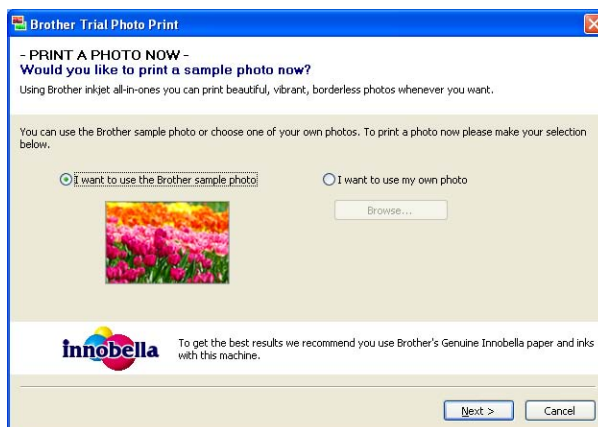 Brother Trial Photo Print
- PRINT A PHOTO NOW -
Would you like to print a sample photo now?
Using Brother inkjet all-in-ones you can print beautiful, vibrant, borderless photos whenever you want.
You can use the Brother sample photo or choose one of your own photos. To print a photo now please make your selection
below.
I want to use the Brother sample photo
I want to use my own photo
Browse...
innobella
To get the best results we recommend you use Brother's Genuine Innobella paper and inks
with this machine.
Next >
Cancel